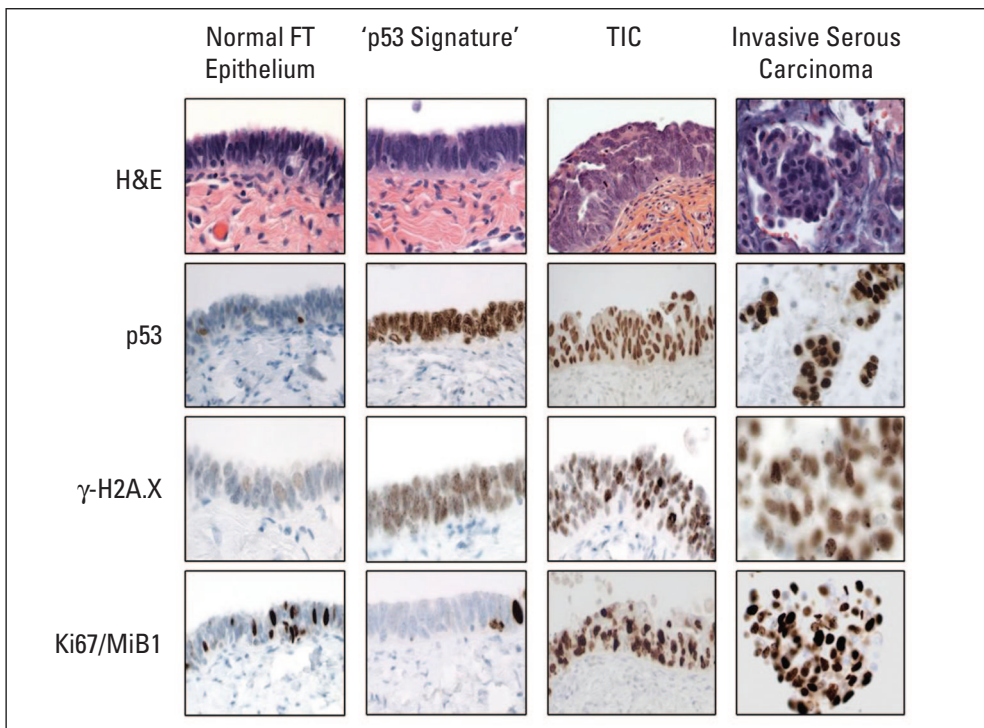 Normal FT
Epithelium
'p53 Signature'
TIC
Invasive Serous
Carcinoma
H&E
p53
γ-H2A.X
Ki67/MiB1